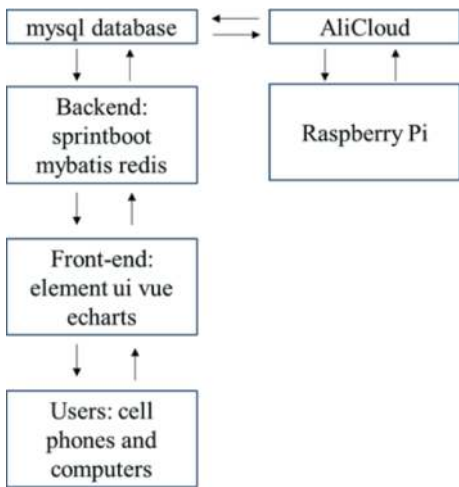 mysql database
AliCloud
Backend:
sprintboot
mybatis redis
Raspberry Pi
Front-end:
element ui vue
echarts
Users: cell
phones and
computers